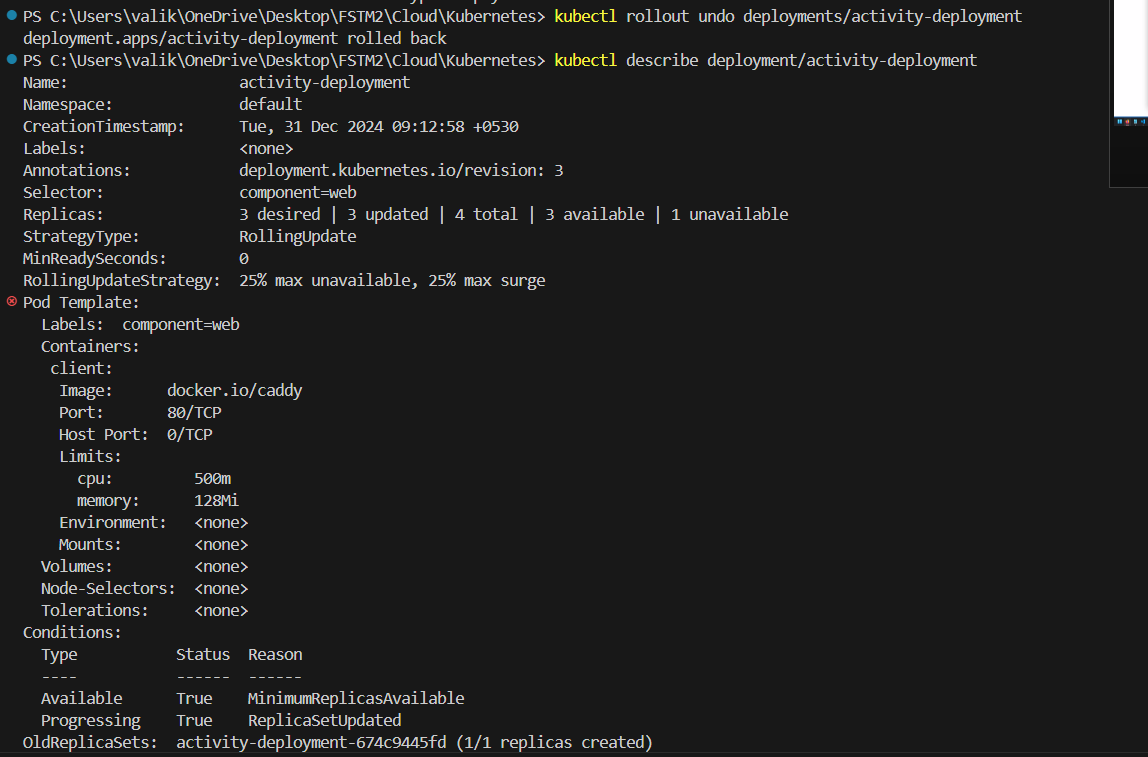 PS C:\Users\valik\OneDrive\Desktop\FSTM2\Cloud\Kubernetes> kubectl rollout undo deployments/activity-deployment
deployment.apps/activity-deployment rolled back
PS C:\Users\valik\OneDrive\Desktop\FSTM2\Cloud\Kubernetes> kubectl describe deployment/activity-deployment
Name:                   activity-deployment
Namespace:              default
CreationTimestamp:      Tue, 31 Dec 2024 09:12:58 +0530
Labels:                 <none>
Annotations:            deployment.kubernetes.io/revision: 3
Selector:               component=web
Replicas:               3 desired | 3 updated | 4 total | 3 available | 1 unavailable
StrategyType:           RollingUpdate
MinReadySeconds:        0
RollingUpdateStrategy:  25% max unavailable, 25% max surge
Pod Template:
  Labels:  component=web
  Containers:
   client:
    Image:      docker.io/caddy
    Port:       80/TCP
    Host Port:  0/TCP
    Limits:
      cpu:         500m
      memory:      128Mi
    Environment:   <none>
    Mounts:        <none>
  Volumes:         <none>
  Node-Selectors:  <none>
  Tolerations:     <none>
Conditions:
  Type           Status  Reason
  ----           ------  ------
  Available      True    MinimumReplicasAvailable
  Progressing    True    ReplicaSetUpdated
OldReplicaSets:  activity-deployment-674c9445fd (1/1 replicas created)